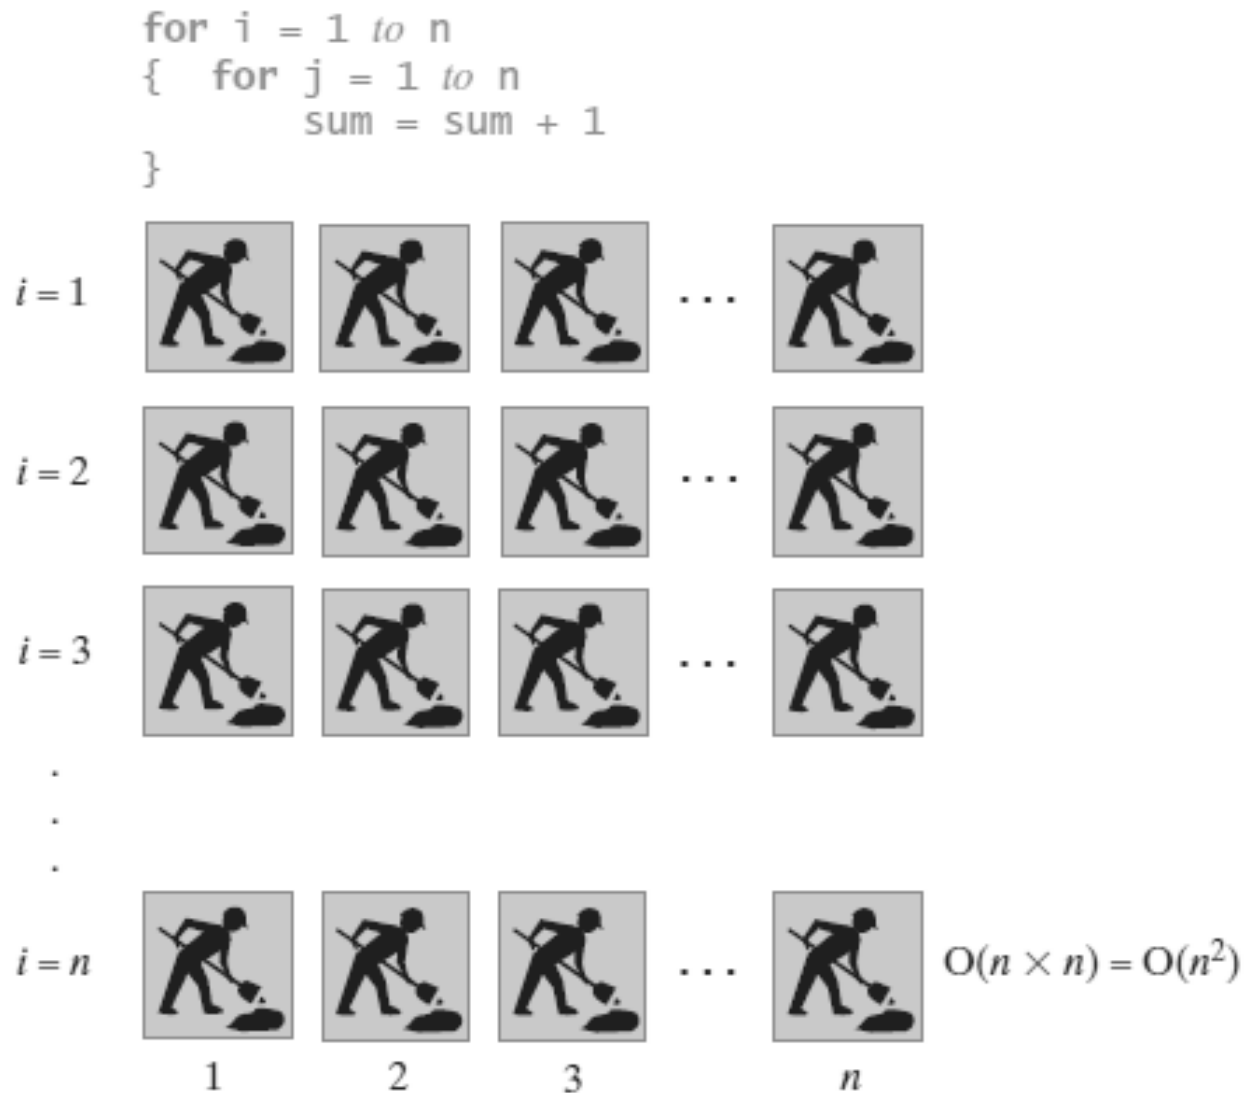 for i = 1 to n
{ for j = 1 to n
sum = sum + 1
}
i = 1 ...
i = 2 ...
i = 3 ...
.
.
.
i = n ... O(n × n) = O(n²)
1 2 3 n